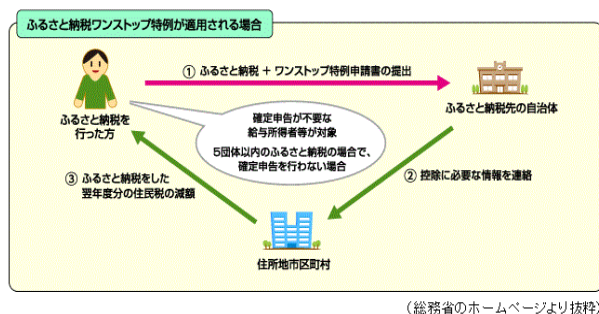 ふるさと納税ワンストップ特例が適用される場合
① ふるさと納税 + ワンストップ特例申請書の提出
ふるさと納税を
行った方
ふるさと納税先の自治体
確定申告が不要な
給与所得者等が対象
5団体以内のふるさと納税の場合で、
確定申告を行わない場合
③ ふるさと納税をした
翌年度分の住民税の減額
② 控除に必要な情報を連絡
住所地市区町村
(総務省のホームページより抜粋)